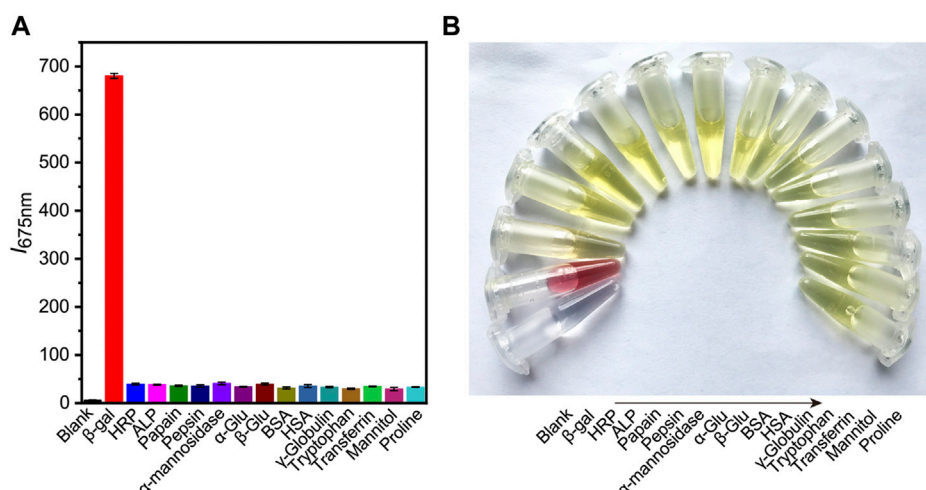 A
B
I675nm
700
600
500
400
300
200
100
0
Blank
β-gal
HRP
ALP
Papain
Pepsin
α-mannosidase
α-Glu
β-Glu
BSA
HSA
γ-Globulin
Tryptophan
Transferrin
Mannitol
Proline
Blank
β-gal
HRP
ALP
Papain
Pepsin
α-mannosidase
α-Glu
β-Glu
BSA
HSA
γ-Globulin
Tryptophan
Transferrin
Mannitol
Proline